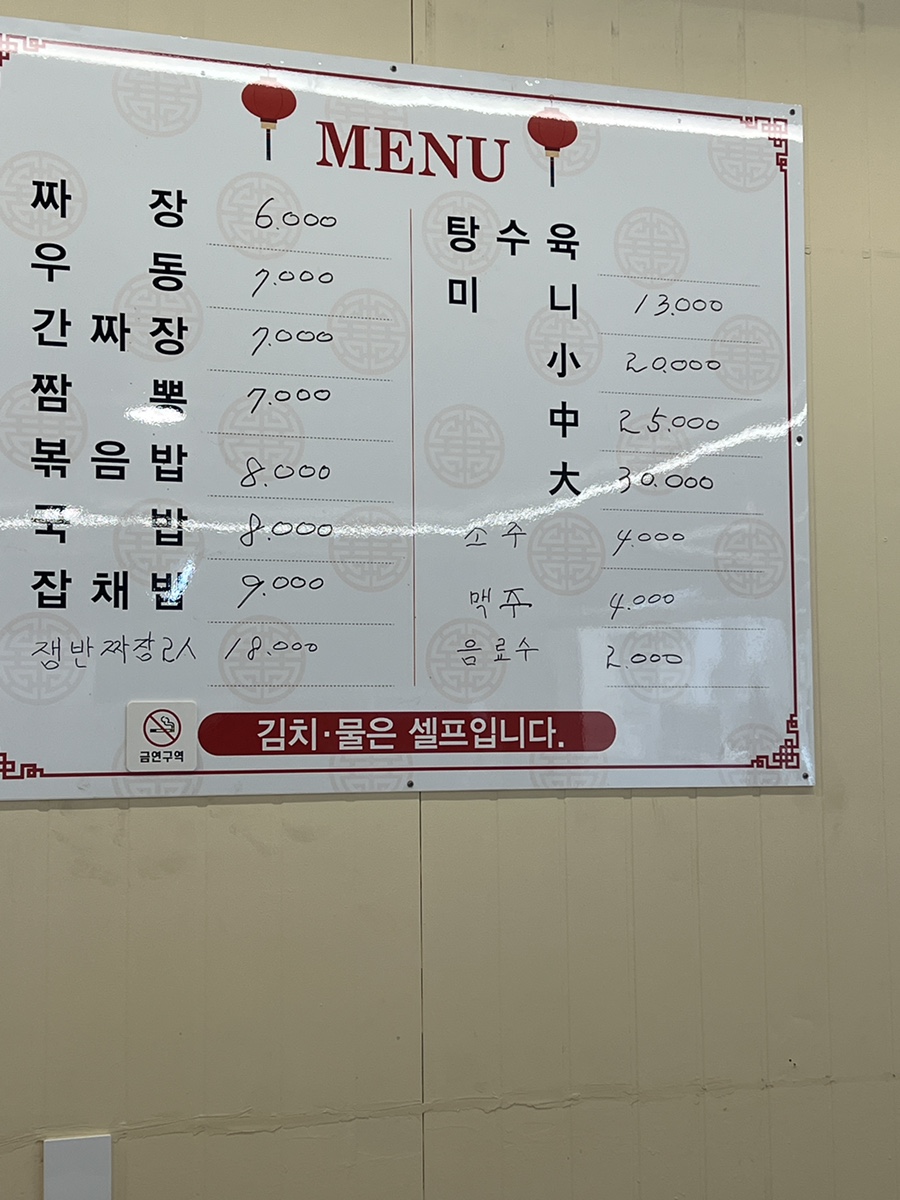 MENU
짜장 6.000
우동 7.000
간짜장 7.000
짬뽕 7.000
볶음밥 8.000
국밥 8.000
잡채밥 9.000
쟁반짜장 2人 18.000
탕수육
미니 13.000
小 20.000
中 25.000
大 30.000
소주 4.000
맥주 4.000
음료수 2.000
금연구역
김치·물은 셀프입니다.